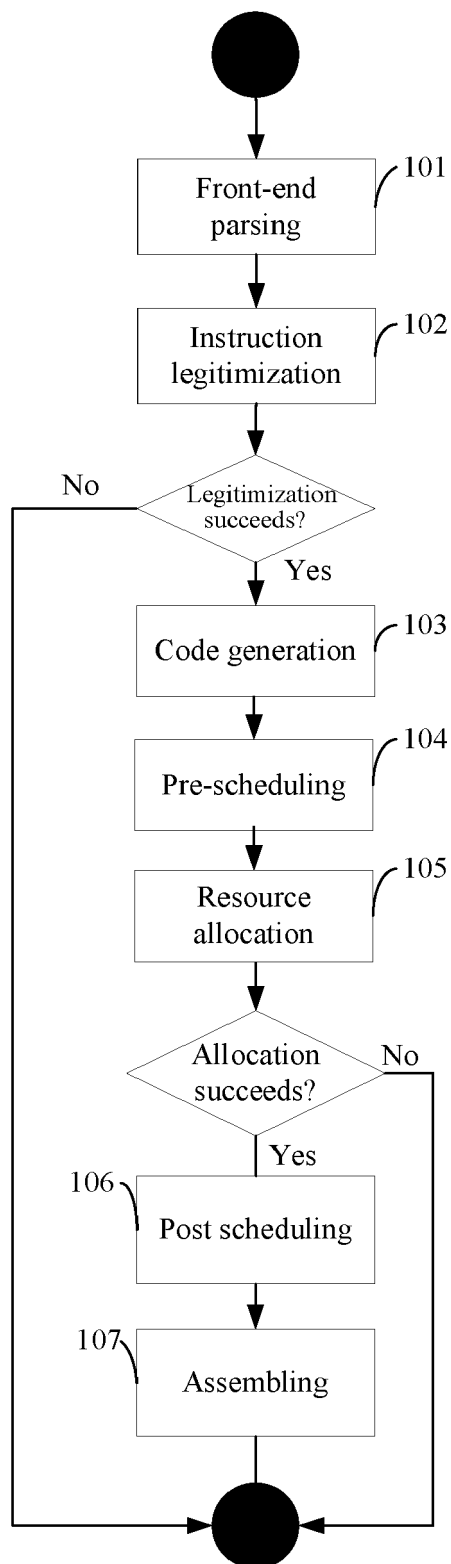 101
Front-end
parsing
102
Instruction
legitimization
No
Legitimization
succeeds?
Yes
103
Code generation
104
Pre-scheduling
105
Resource
allocation
Allocation
succeeds?
No
Yes
106
Post scheduling
107
Assembling